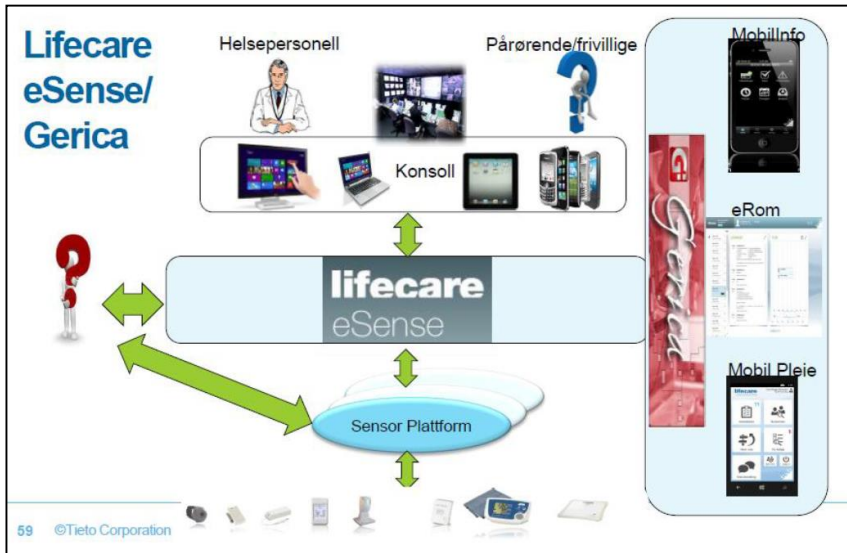 Lifecare
eSense/
Gerica
Helsepersonell
Pårørende/frivillige
MobilInfo
Konsoll
Gerica
eRom
lifecare
eSense
Mobil Pleie
lifecare
Sensor Plattform
59 ©Tieto Corporation